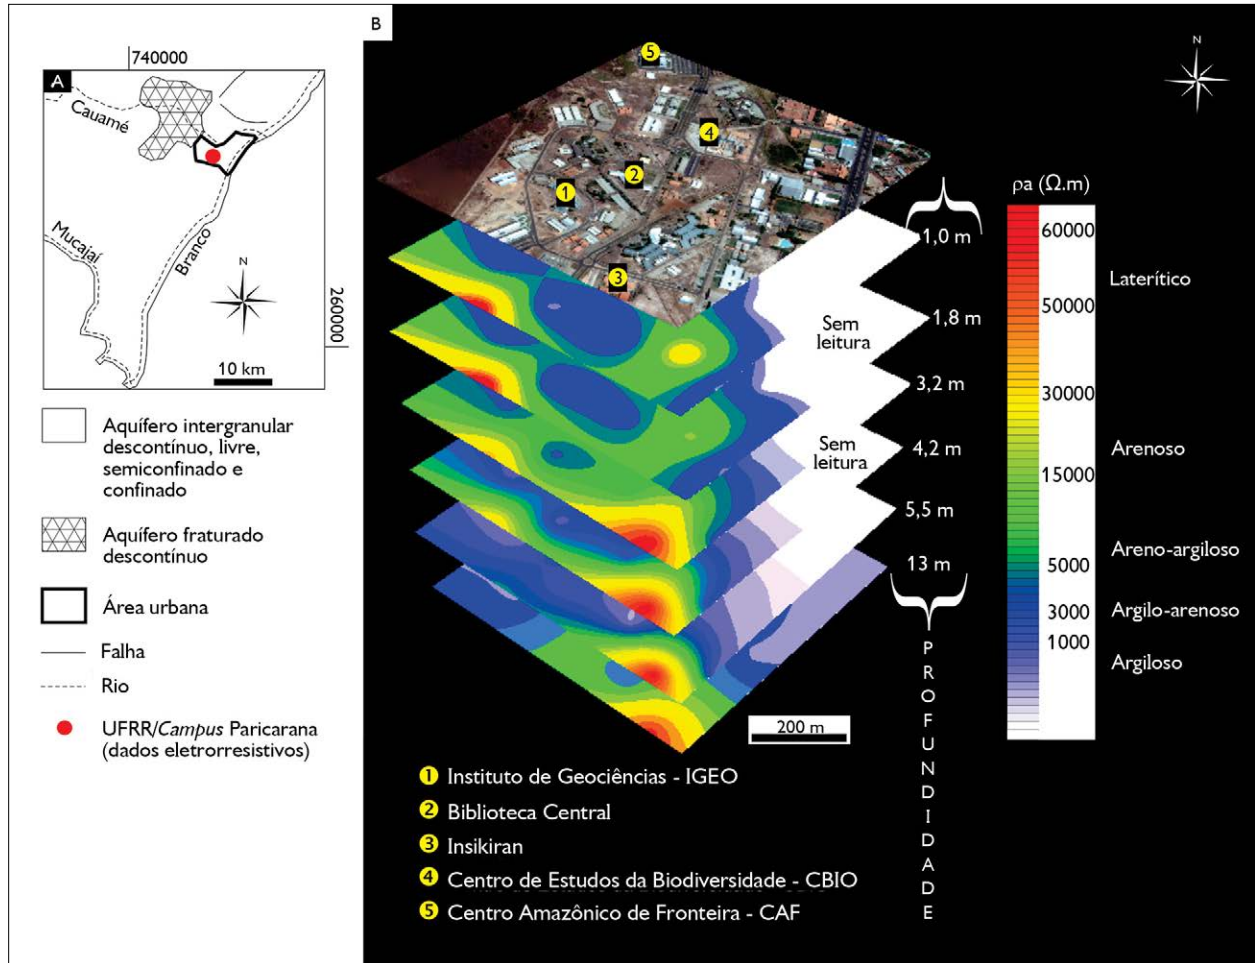 A
740000
Cauamé
Mucajaí
Branco
N
260000
10 km
Aquífero intergranular
descontínuo, livre,
semiconfinado e
confinado
Aquífero fraturado
descontínuo
Área urbana
Falha
Rio
UFRR/Campus Paricarana
(dados eletrorresistivos)
B
N
5
4
2
1
3
1,0 m
1,8 m
Sem
leitura
3,2 m
4,2 m
Sem
leitura
5,5 m
13 m
PROFUNDIDADE
200 m
ρa (Ω.m)
60000
50000
30000
15000
5000
3000
1000
Laterítico
Arenoso
Areno-argiloso
Argilo-arenoso
Argiloso
1 Instituto de Geociências - IGEO
2 Biblioteca Central
3 Insikiran
4 Centro de Estudos da Biodiversidade - CBIO
5 Centro Amazônico de Fronteira - CAF